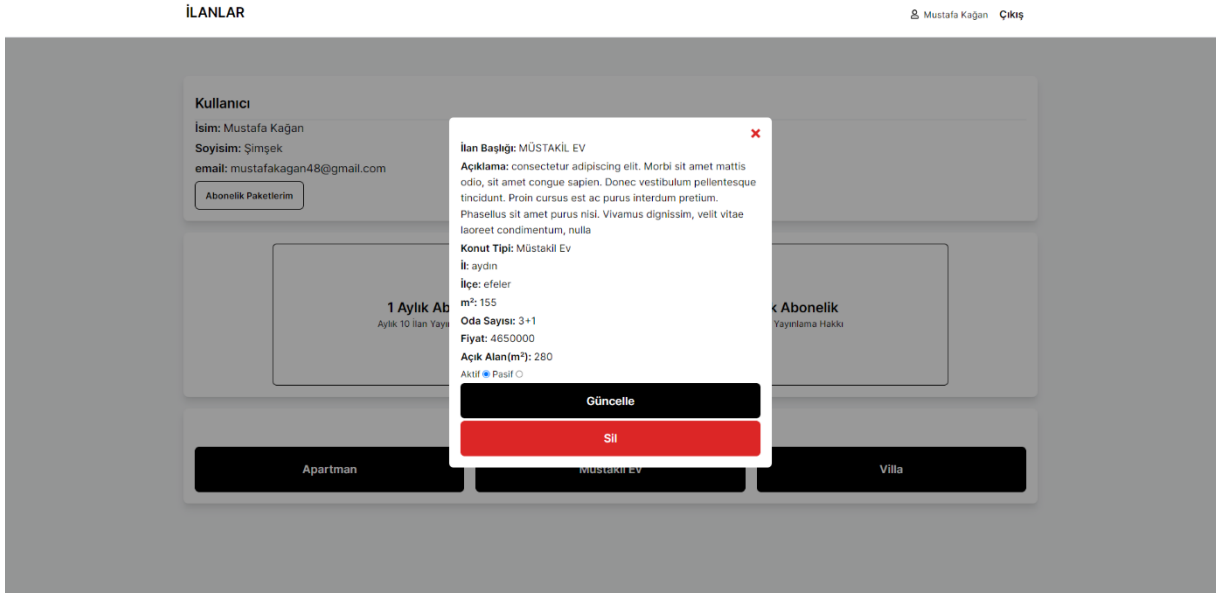 İLANLAR
Mustafa Kağan Çıkış
Kullanıcı
İsim: Mustafa Kağan
Soyisim: Şimşek
email: mustafakagan48@gmail.com
Abonelik Paketlerim
İlan Başlığı: MÜSTAKİL EV
Açıklama: consectetur adipiscing elit. Morbi sit amet mattis
odio, sit amet congue sapien. Donec vestibulum pellentesque
tincidunt. Proin cursus est ac purus interdum pretium.
Phasellus sit amet purus nisi. Vivamus dignissim, velit vitae
laoreet condimentum, nulla
Konut Tipi: Müstakil Ev
İl: aydın
İlçe: efeler
m²: 155
Oda Sayısı: 3+1
Fiyat: 4650000
Açık Alan(m²): 280
Aktif Pasif
Güncelle
Sil
1 Aylık
Aylık 10 İlan
Abonelik
Yayınlama Hakkı
Apartman
Müstakil Ev
Villa